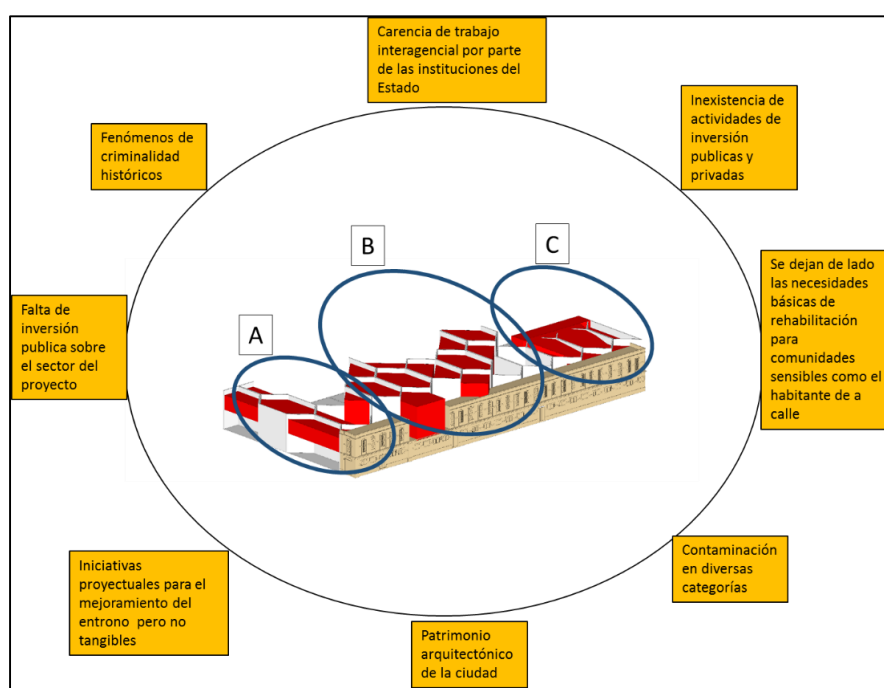 Carencia de trabajo
interagencial por parte
de las instituciones del
Estado
Fenómenos de
criminalidad
históricos
Inexistencia de
actividades de
inversión
publicas y
privadas
B
C
A
Falta de
inversión
publica sobre
el sector del
proyecto
Se dejan de lado
las necesidades
básicas de
rehabilitación
para
comunidades
sensibles como el
habitante de a
calle
Iniciativas
proyectuales para el
mejoramiento del
entrono pero no
tangibles
Contaminación
en diversas
categorías
Patrimonio
arquitectónico
de la ciudad